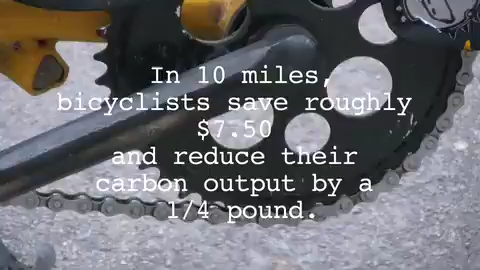 In 10 miles,
bicyclists save roughly
$7.50
and reduce their
carbon output by a
1/4 pound.